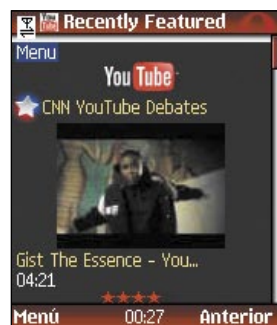 Recently Featured
Menu
You Tube
CNN YouTube Debates
Gist The Essence - You...
04:21
Menú 00:27 Anterior